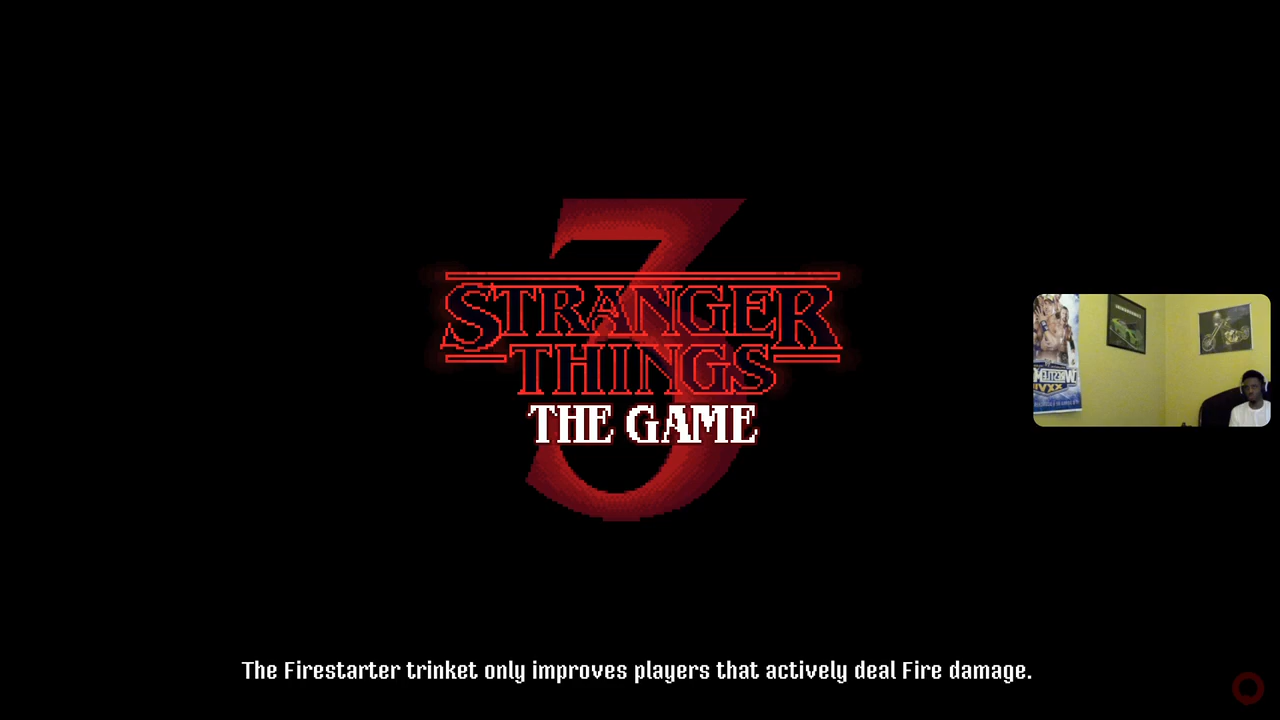 3
STRANGER
THINGS
THE GAME
The Firestarter trinket only improves players that actively deal Fire damage.